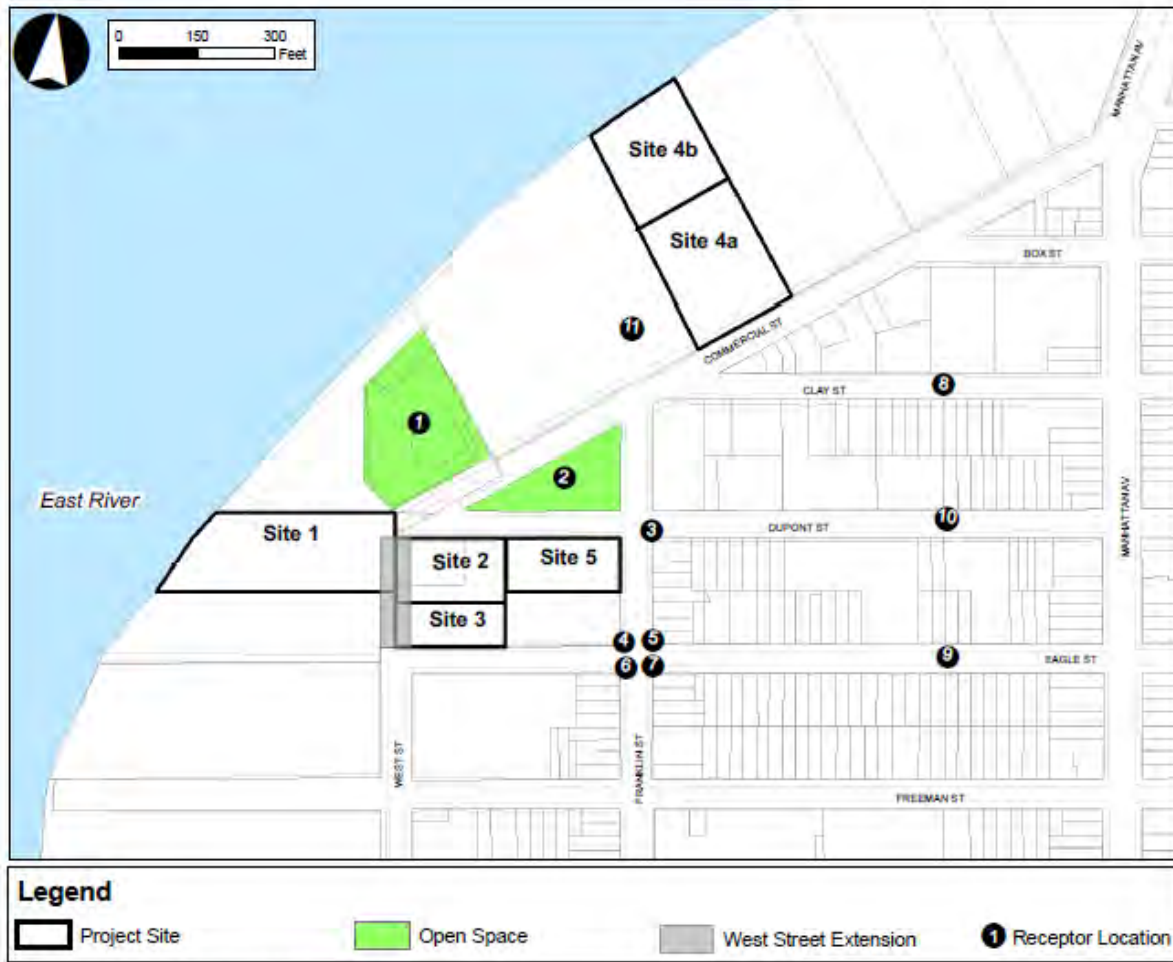 0 150 300
Feet
MANHATTAN AV
Site 4b
Site 4a
BOX ST
11
COMMERCIAL ST
8
CLAY ST
1
2
East River
Site 1
3
DUPONT ST
10
MANHATTAN AV
Site 2
Site 5
Site 3
4
5
9
EAGLE ST
6
7
WEST ST
FRANKLIN ST
FREEMAN ST
Legend
Project Site
Open Space
West Street Extension
1 Receptor Location